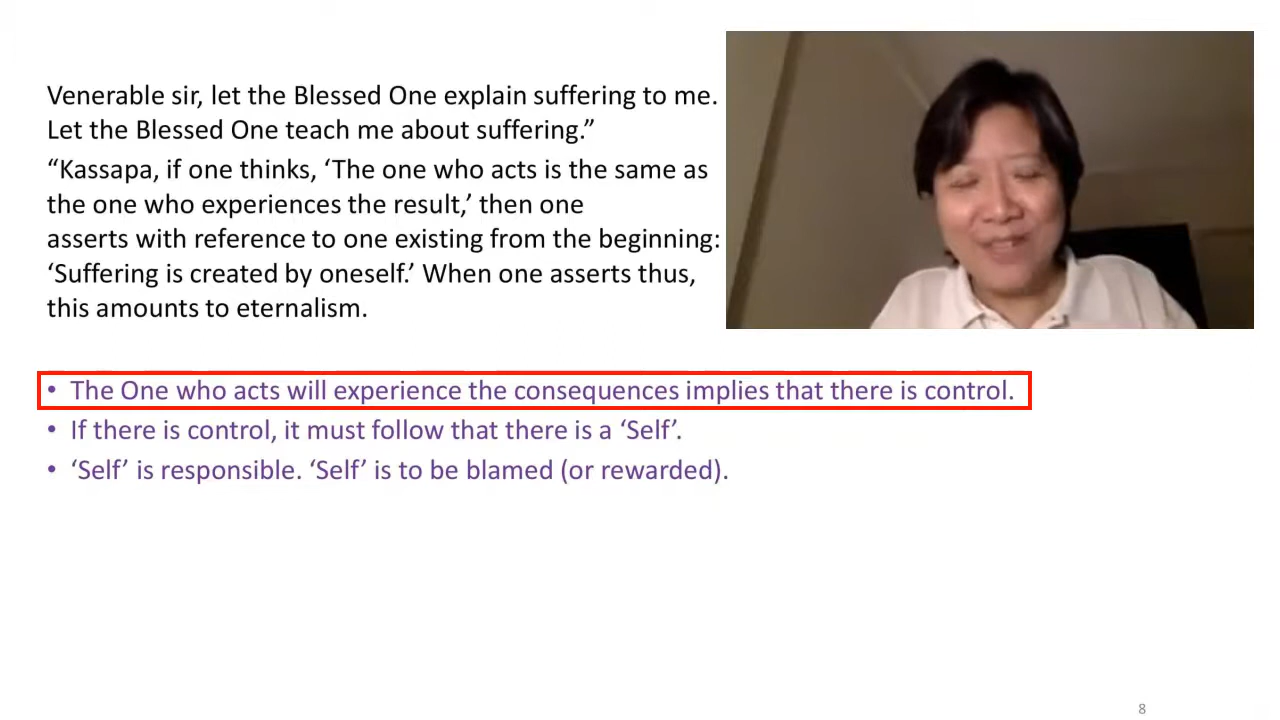 Venerable sir, let the Blessed One explain suffering to me.
Let the Blessed One teach me about suffering.”
“Kassapa, if one thinks, ‘The one who acts is the same as
the one who experiences the result,’ then one
asserts with reference to one existing from the beginning:
‘Suffering is created by oneself.’ When one asserts thus,
this amounts to eternalism.
• The One who acts will experience the consequences implies that there is control.
• If there is control, it must follow that there is a ‘Self’.
• ‘Self’ is responsible. ‘Self’ is to be blamed (or rewarded).
8